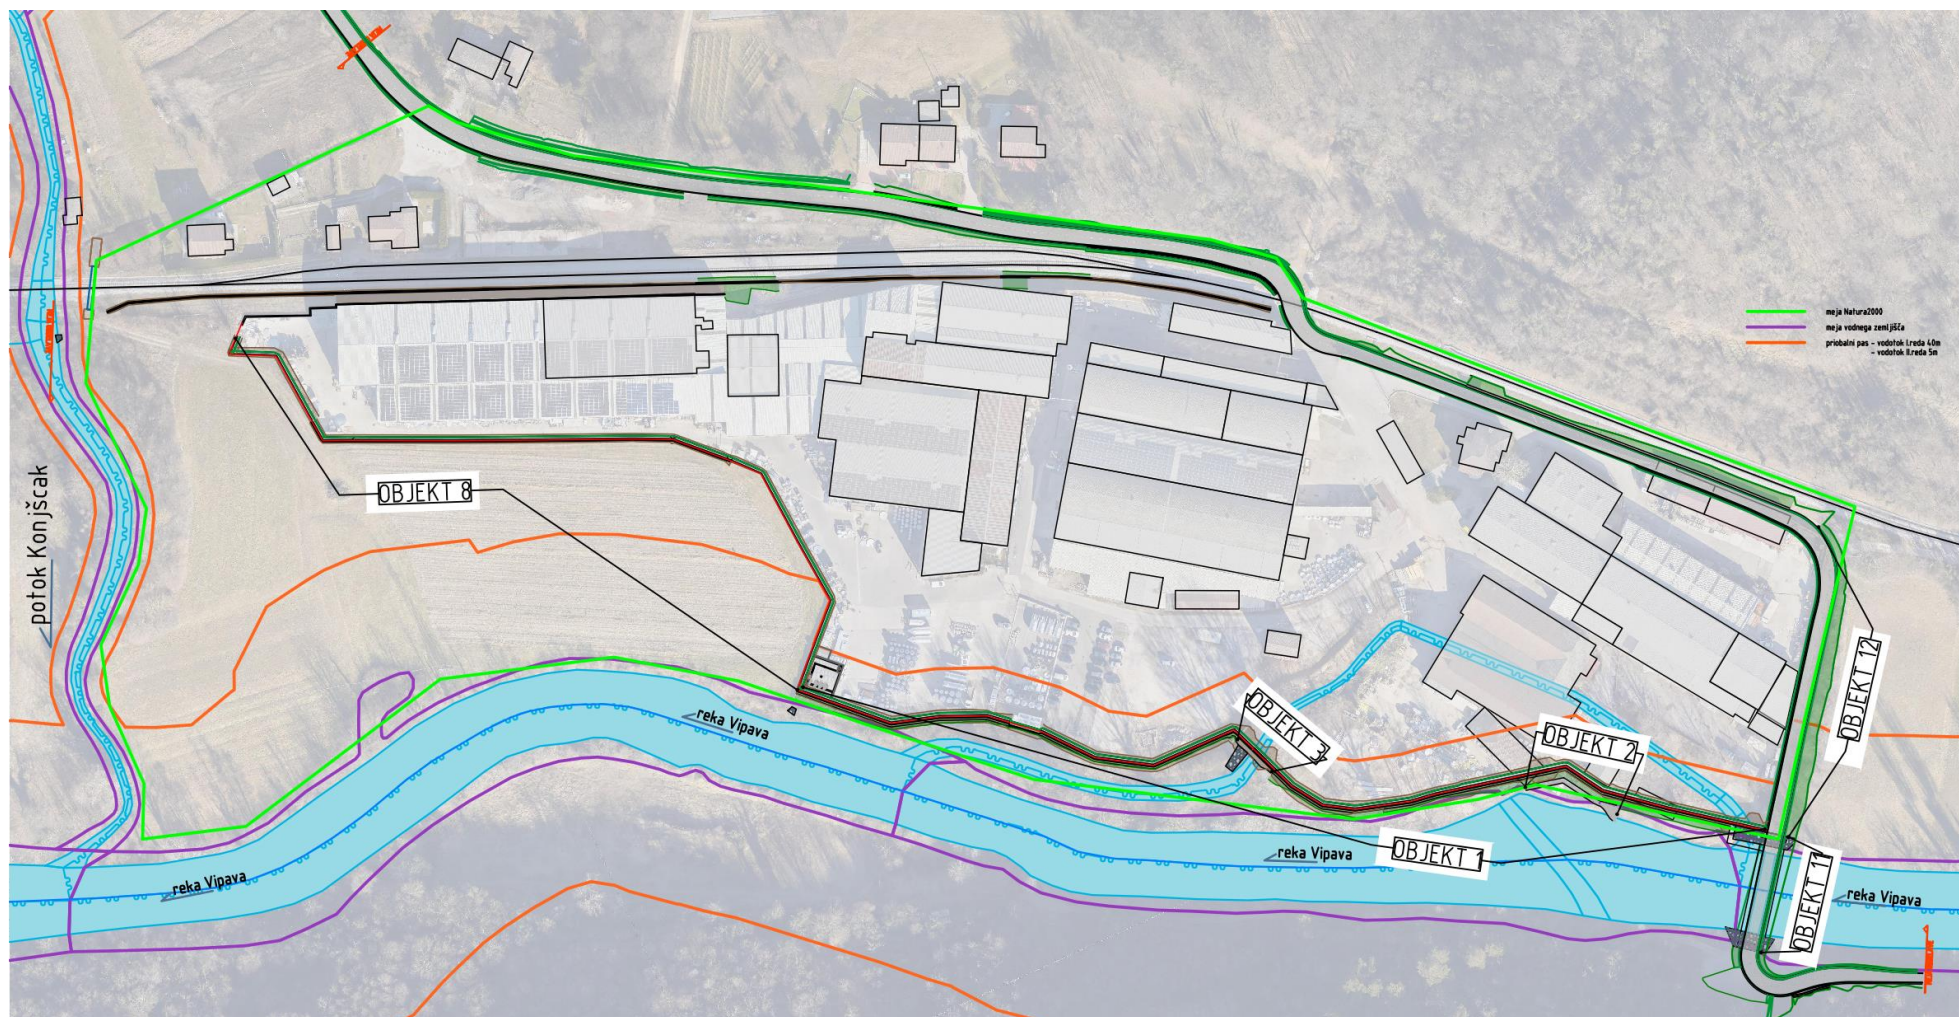 meja Natura2000
meja vodnega zemljišča
priobalni pas - vodotok I.reda 40m
- vodotok II.reda 5m
potok Konjščak
OBJEKT 8
OBJEKT 12
OBJEKT 3
OBJEKT 2
reka Vipava
OBJEKT 1
reka Vipava
reka Vipava
OBJEKT 11
reka Vipava